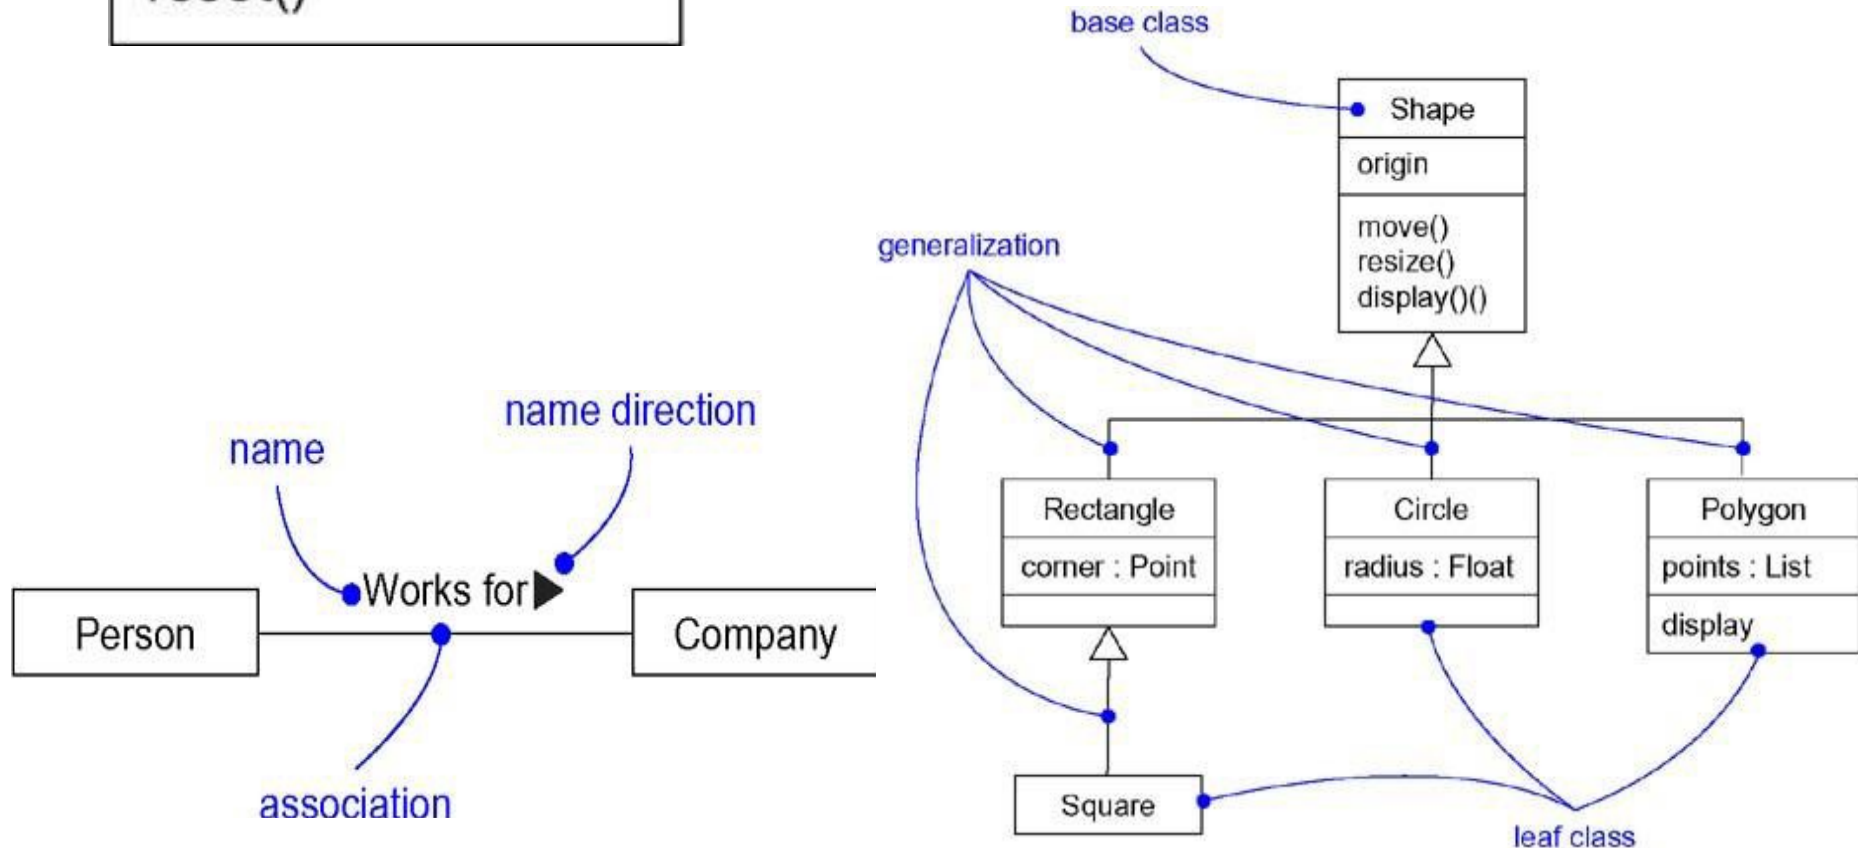 base class
Shape
origin
move()
resize()
display()()
generalization
name direction
name
Works for
Person
Company
association
Rectangle
corner : Point
Circle
radius : Float
Polygon
points : List
display
Square
leaf class